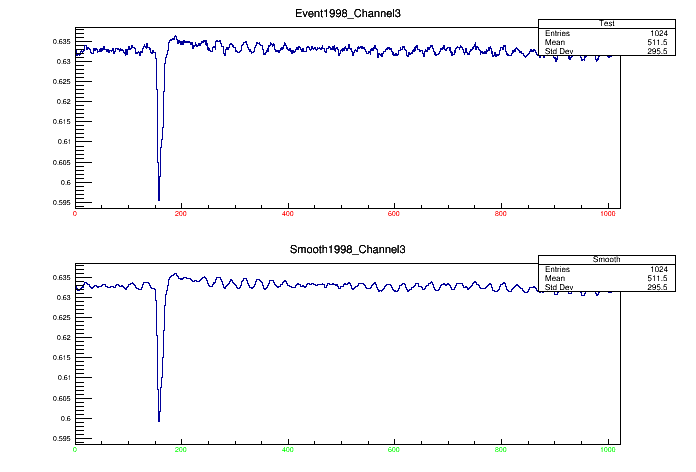 Event1998_Channel3
Test
Entries 1024
Mean 511.5
Std Dev 295.5
0.635
0.63
0.625
0.62
0.615
0.61
0.605
0.6
0.595
0 200 400 600 800 1000
Smooth1998_Channel3
Smooth
Entries 1024
Mean 511.5
Std Dev 295.5
0.635
0.63
0.625
0.62
0.615
0.61
0.605
0.6
0.595
0 200 400 600 800 1000